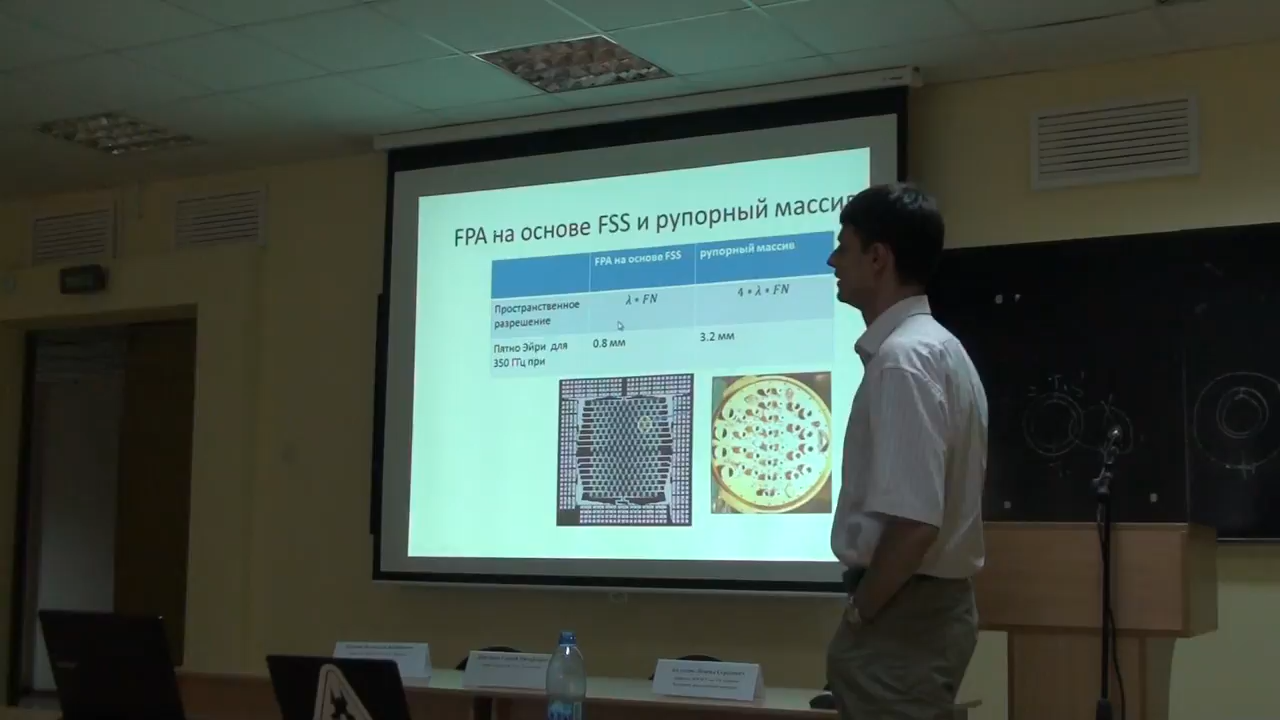 FPA на основе FSS и рупорный массив
FPA на основе FSS
рупорный массив
Пространственное
разрешение
λ * FN
4 * λ * FN
Пятно Эйри для
350 ГГц при
0.8 мм
3.2 мм